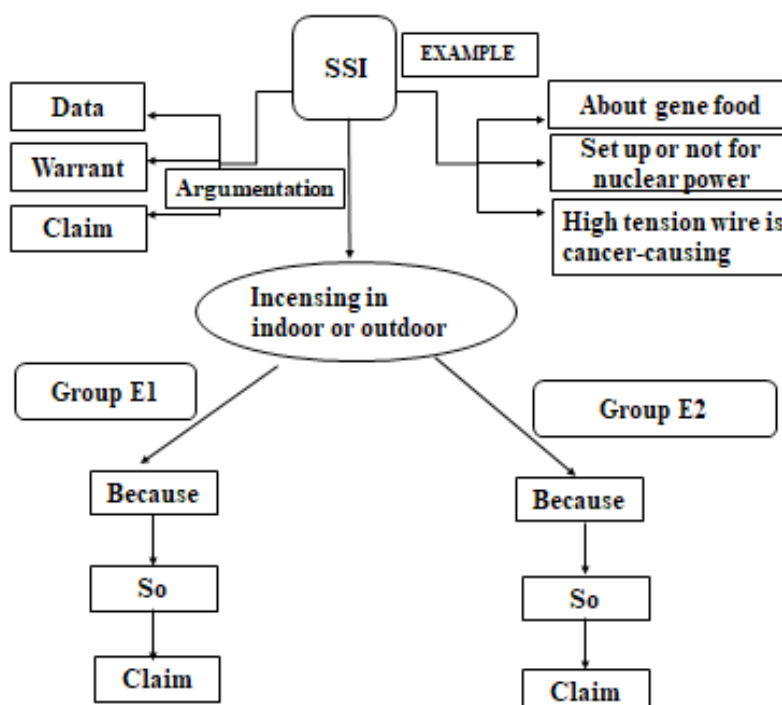 SSI
EXAMPLE
Data
Warrant
Claim
Argumentation
About gene food
Set up or not for
nuclear power
High tension wire is
cancer-causing
Incensing in
indoor or outdoor
Group E1
Group E2
Because
So
Claim
Because
So
Claim